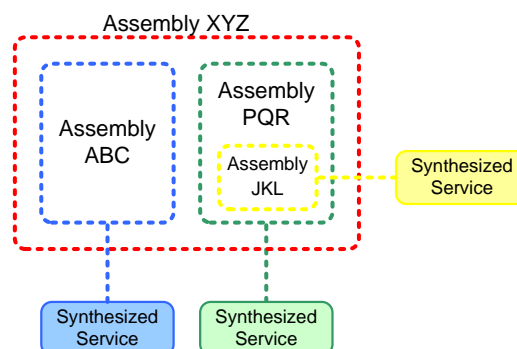 Assembly XYZ
Assembly
ABC
Assembly
PQR
Assembly
JKL
Synthesized
Service
Synthesized
Service
Synthesized
Service